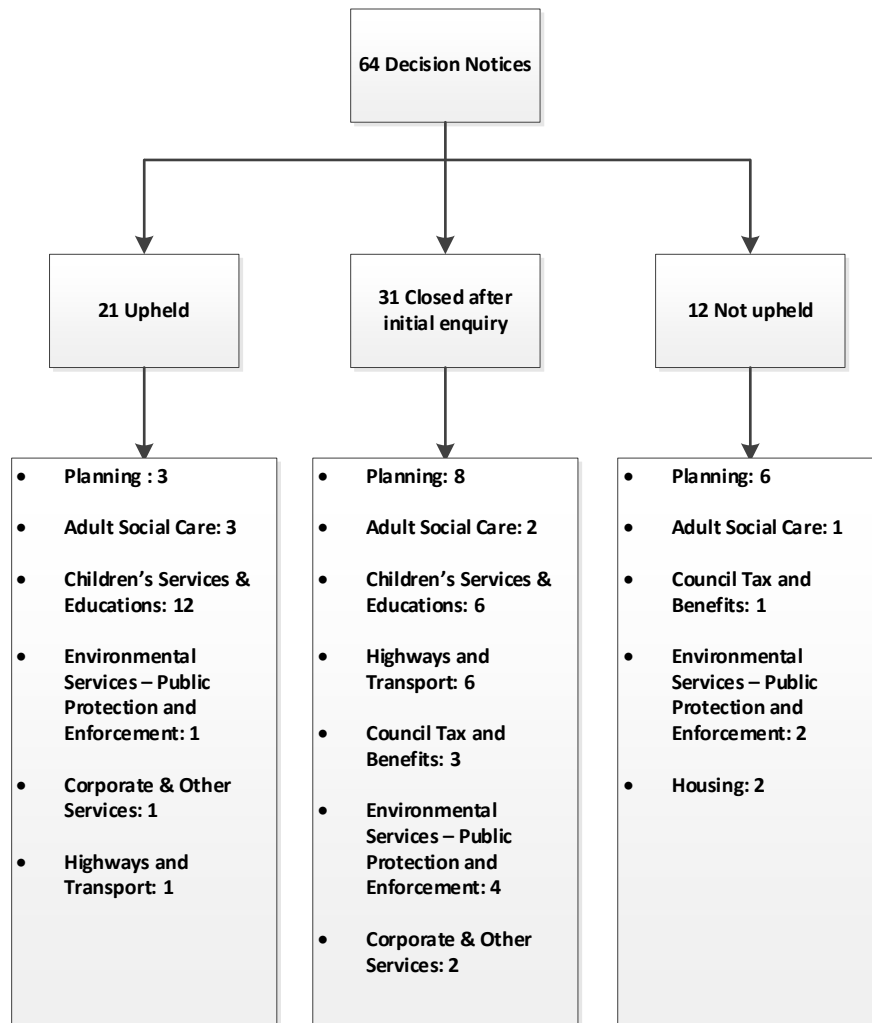 64 Decision Notices
21 Upheld
31 Closed after
initial enquiry
12 Not upheld
• Planning : 3
• Adult Social Care: 3
• Children’s Services &
Educations: 12
• Environmental
Services – Public
Protection and
Enforcement: 1
• Corporate & Other
Services: 1
• Highways and
Transport: 1
• Planning: 8
• Adult Social Care: 2
• Children’s Services &
Educations: 6
• Highways and
Transport: 6
• Council Tax and
Benefits: 3
• Environmental
Services – Public
Protection and
Enforcement: 4
• Corporate & Other
Services: 2
• Planning: 6
• Adult Social Care: 1
• Council Tax and
Benefits: 1
• Environmental
Services – Public
Protection and
Enforcement: 2
• Housing: 2